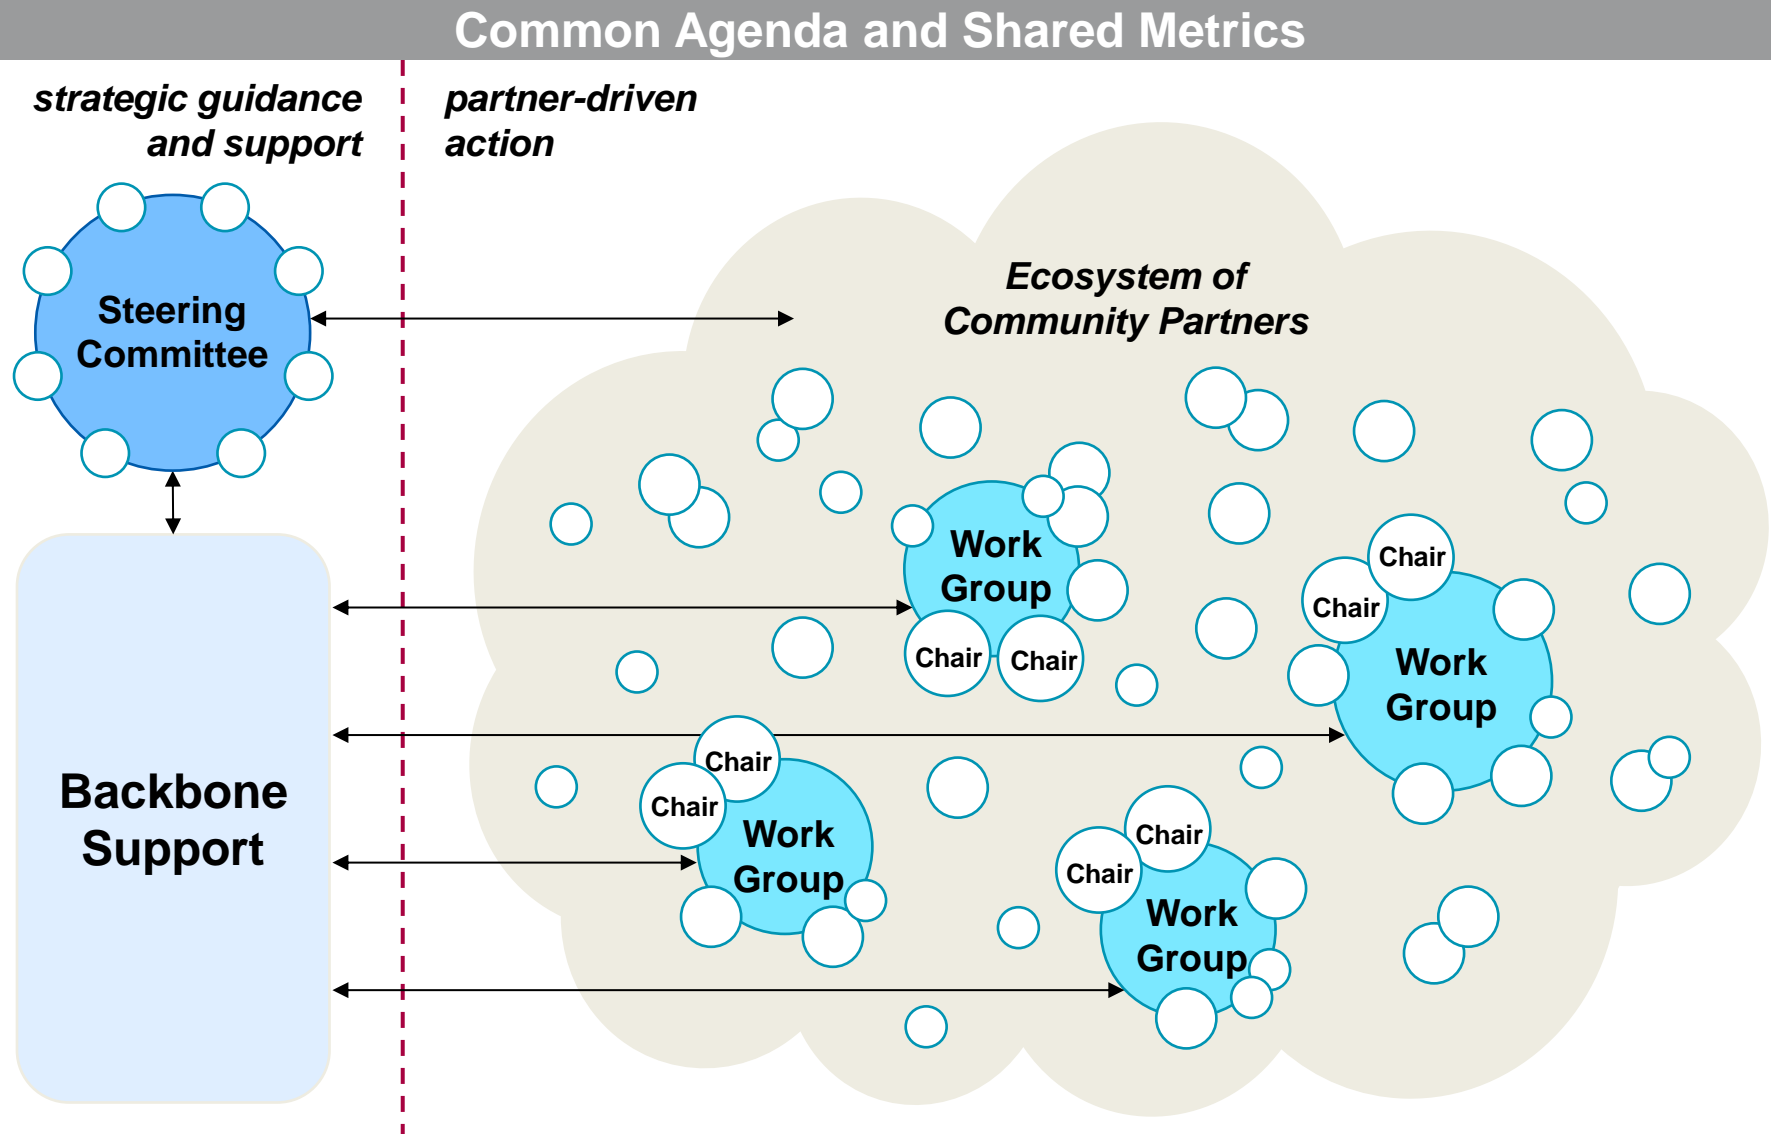 Common Agenda and Shared Metrics
strategic guidance
and support
partner-driven
action
Steering
Committee
Ecosystem of
Community Partners
Backbone
Support
Work
Group
Chair
Chair
Chair
Chair
Work
Group
Chair
Chair
Work
Group
Chair
Chair
Work
Group